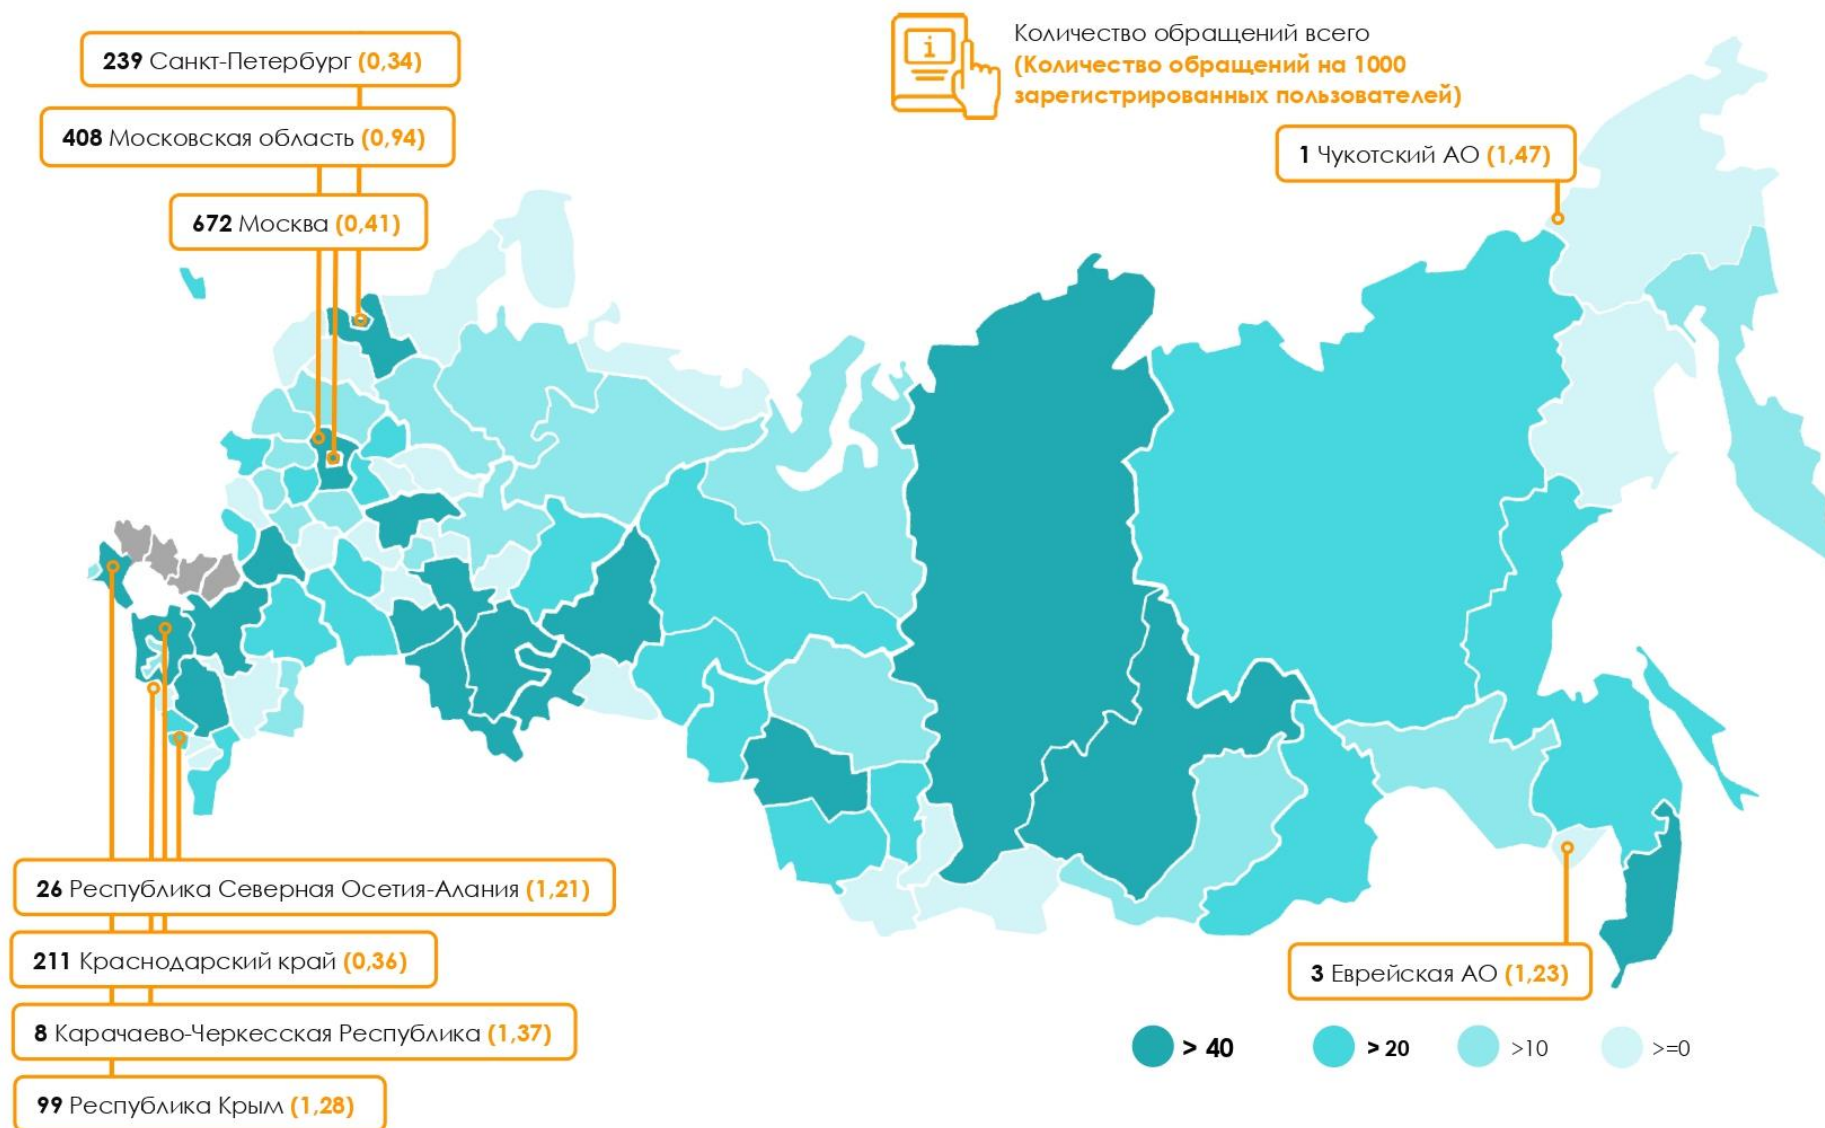 239 Санкт-Петербург (0,34)
408 Московская область (0,94)
672 Москва (0,41)
i
Количество обращений всего
(Количество обращений на 1000
зарегистрированных пользователей)
1 Чукотский АО (1,47)
26 Республика Северная Осетия-Алания (1,21)
211 Краснодарский край (0,36)
8 Карачаево-Черкесская Республика (1,37)
99 Республика Крым (1,28)
3 Еврейская АО (1,23)
> 40
> 20
>10
>=0